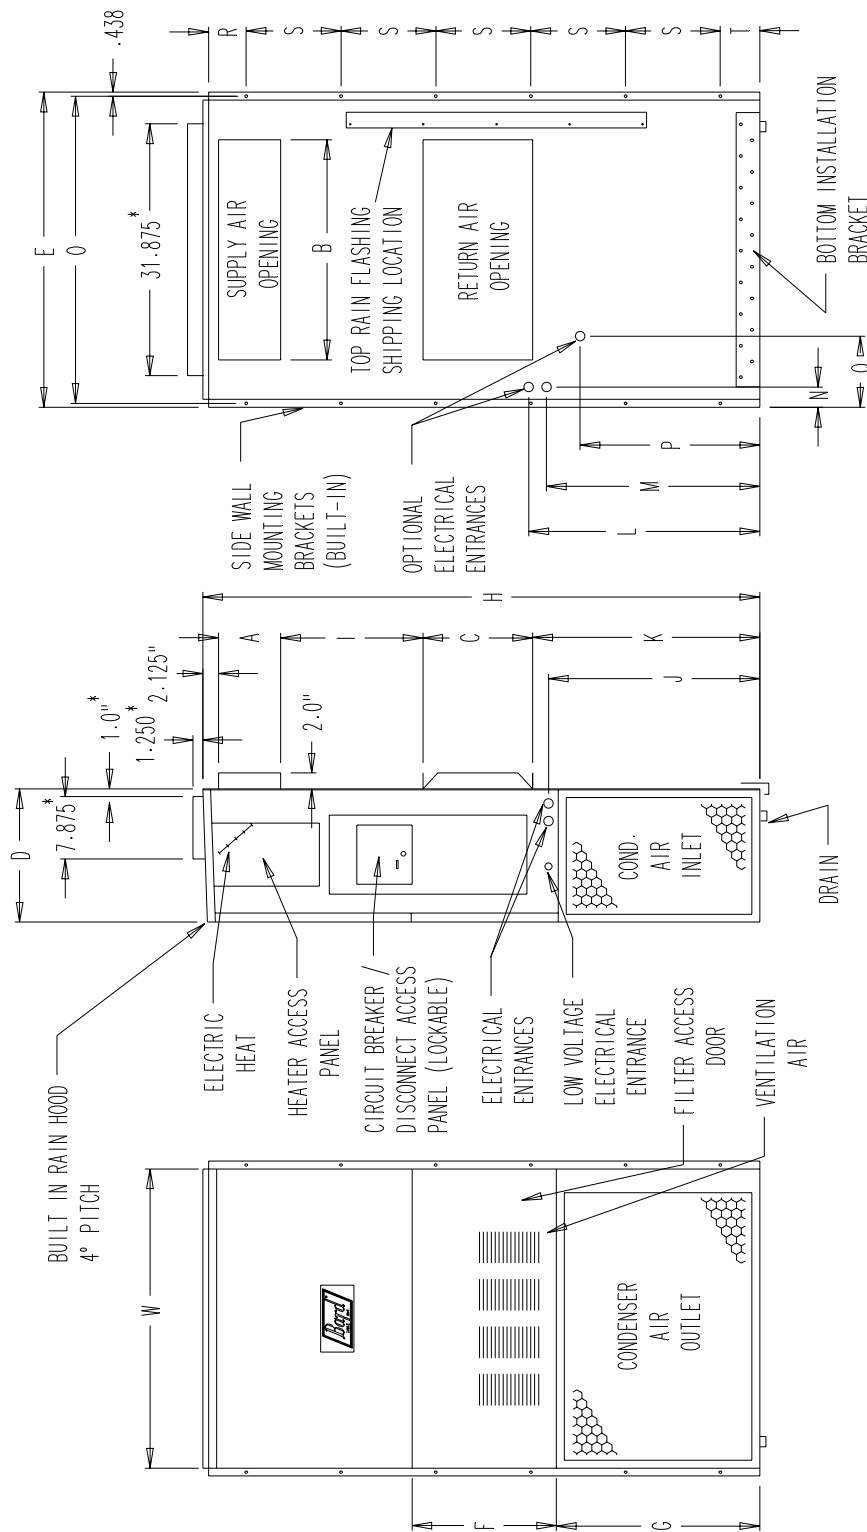 W
F
G
BUILT IN RAIN HOOD
4° PITCH
Bard
CONDENSER
AIR
OUTLET
VENTILATION
AIR
FILTER ACCESS
DOOR
LOW VOLTAGE
ELECTRICAL
ENTRANCE
ELECTRICAL
ENTRANCES
CIRCUIT BREAKER /
DISCONNECT ACCESS
PANEL (LOCKABLE)
HEATER ACCESS
PANEL
ELECTRIC
HEAT
D
7.875*
1.0"*
1.250*
2.125"
2.0"
A
I
C
K
J
H
COND.
AIR
INLET
DRAIN
SIDE WALL
MOUNTING
BRACKETS
(BUILT-IN)
OPTIONAL
ELECTRICAL
ENTRANCES
L
M
P
N
Q
E
O
31.875*
.438
SUPPLY AIR
OPENING
B
TOP RAIN FLASHING
SHIPPING LOCATION
RETURN AIR
OPENING
R
S
S
S
S
S
T
BOTTOM INSTALLATION
BRACKET